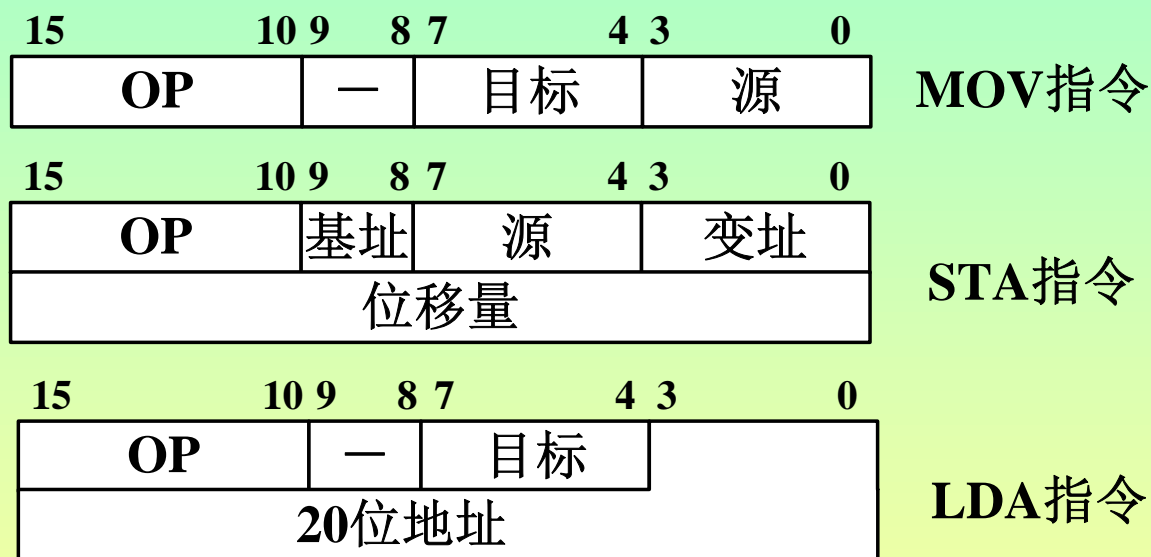 15 10 9 8 7 4 3 0
OP — 目标 源 MOV指令
15 10 9 8 7 4 3 0
OP 基址 源 变址
位移量 STA指令
15 10 9 8 7 4 3 0
OP — 目标
20位地址 LDA指令